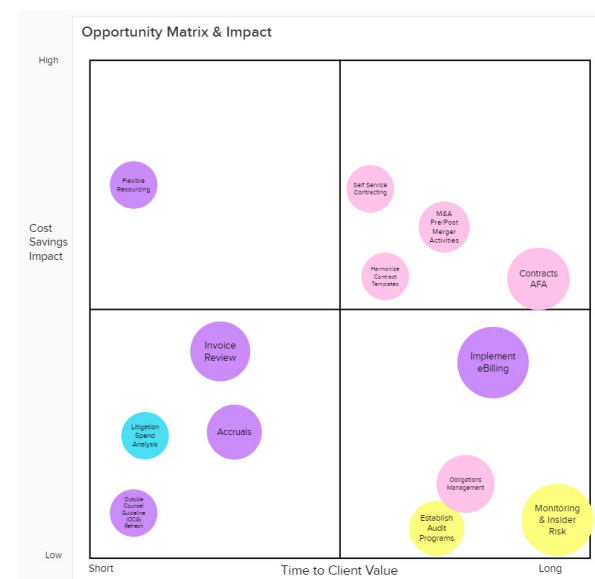 Opportunity Matrix & Impact
High
Flexible
Resourcing
Self Service
Contracting
M&A
Pre/Post
Merger
Activities
Cost
Savings
Impact
Harmonize
Contract
Templates
Contracts
AFA
Invoice
Review
Implement
eBilling
Litigation
Spend
Analysis
Accruals
Obligations
Management
Outside
Counsel
Guideline
(OCG)
Refresh
Establish
Audit
Programs
Monitoring
& Insider
Risk
Low
Short
Time to Client Value
Long